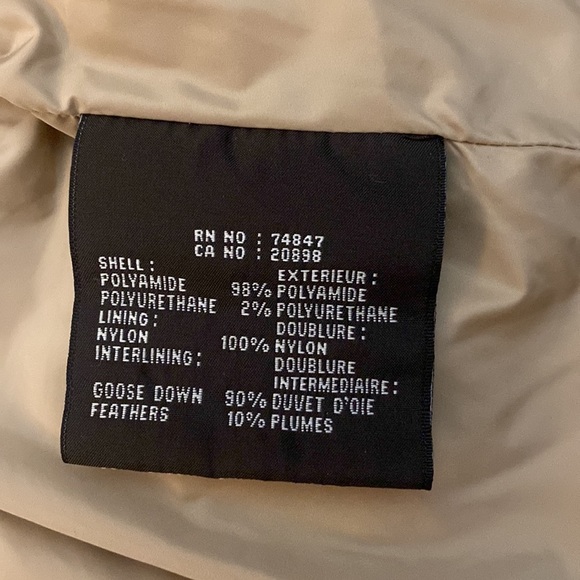 RN NO : 74847
CA NO : 20898
SHELL : EXTERIEUR :
POLYAMIDE 98% POLYAMIDE
POLYURETHANE 2% POLYURETHANE
LINING : DOUBLURE :
NYLON 100% NYLON
INTERLINING : DOUBLURE
INTERMEDIAIRE :
GOOSE DOWN 90% DUVET D'OIE
FEATHERS 10% PLUMES